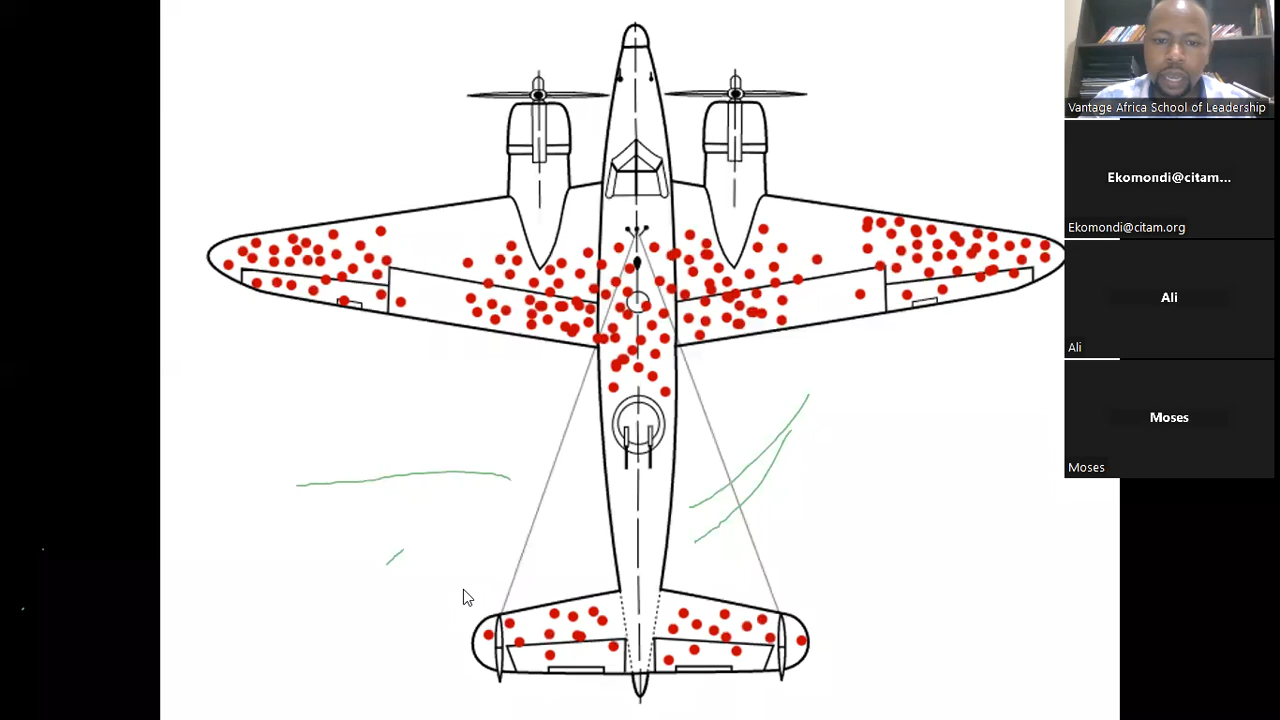 Vantage Africa School of Leadership
Ekomondi@citam...
Ekomondi@citam.org
Ali
Ali
Moses
Moses